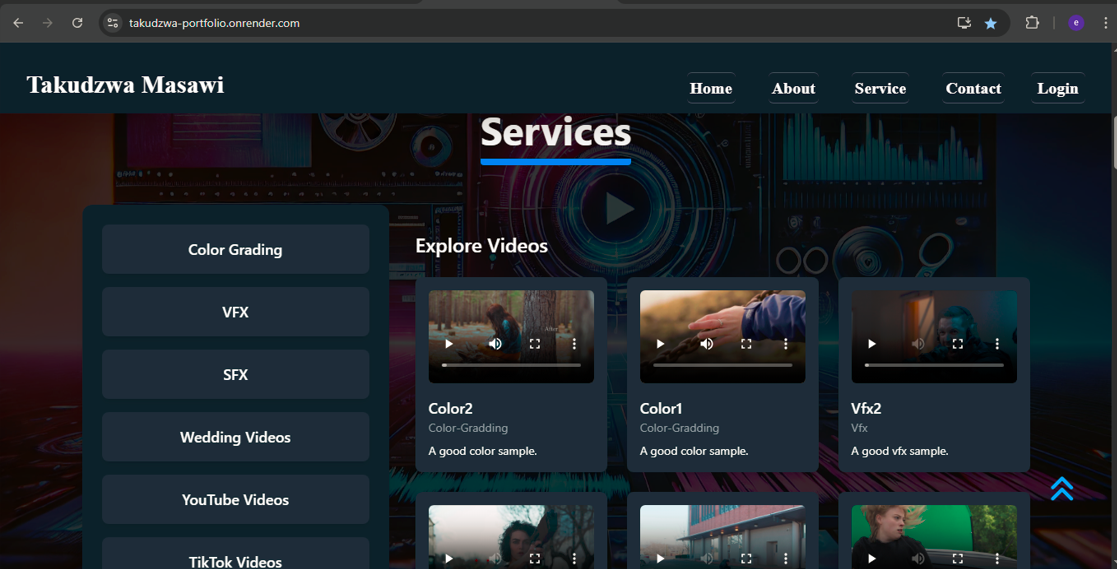 takudzwa-portfolio.onrender.com
e
Takudzwa Masawi
Home
About
Service
Contact
Login
Services
Color Grading
VFX
SFX
Wedding Videos
YouTube Videos
TikTok Videos
Explore Videos
After
Color2
Color-Gradding
A good color sample.
Color1
Color-Gradding
A good color sample.
Vfx2
Vfx
A good vfx sample.